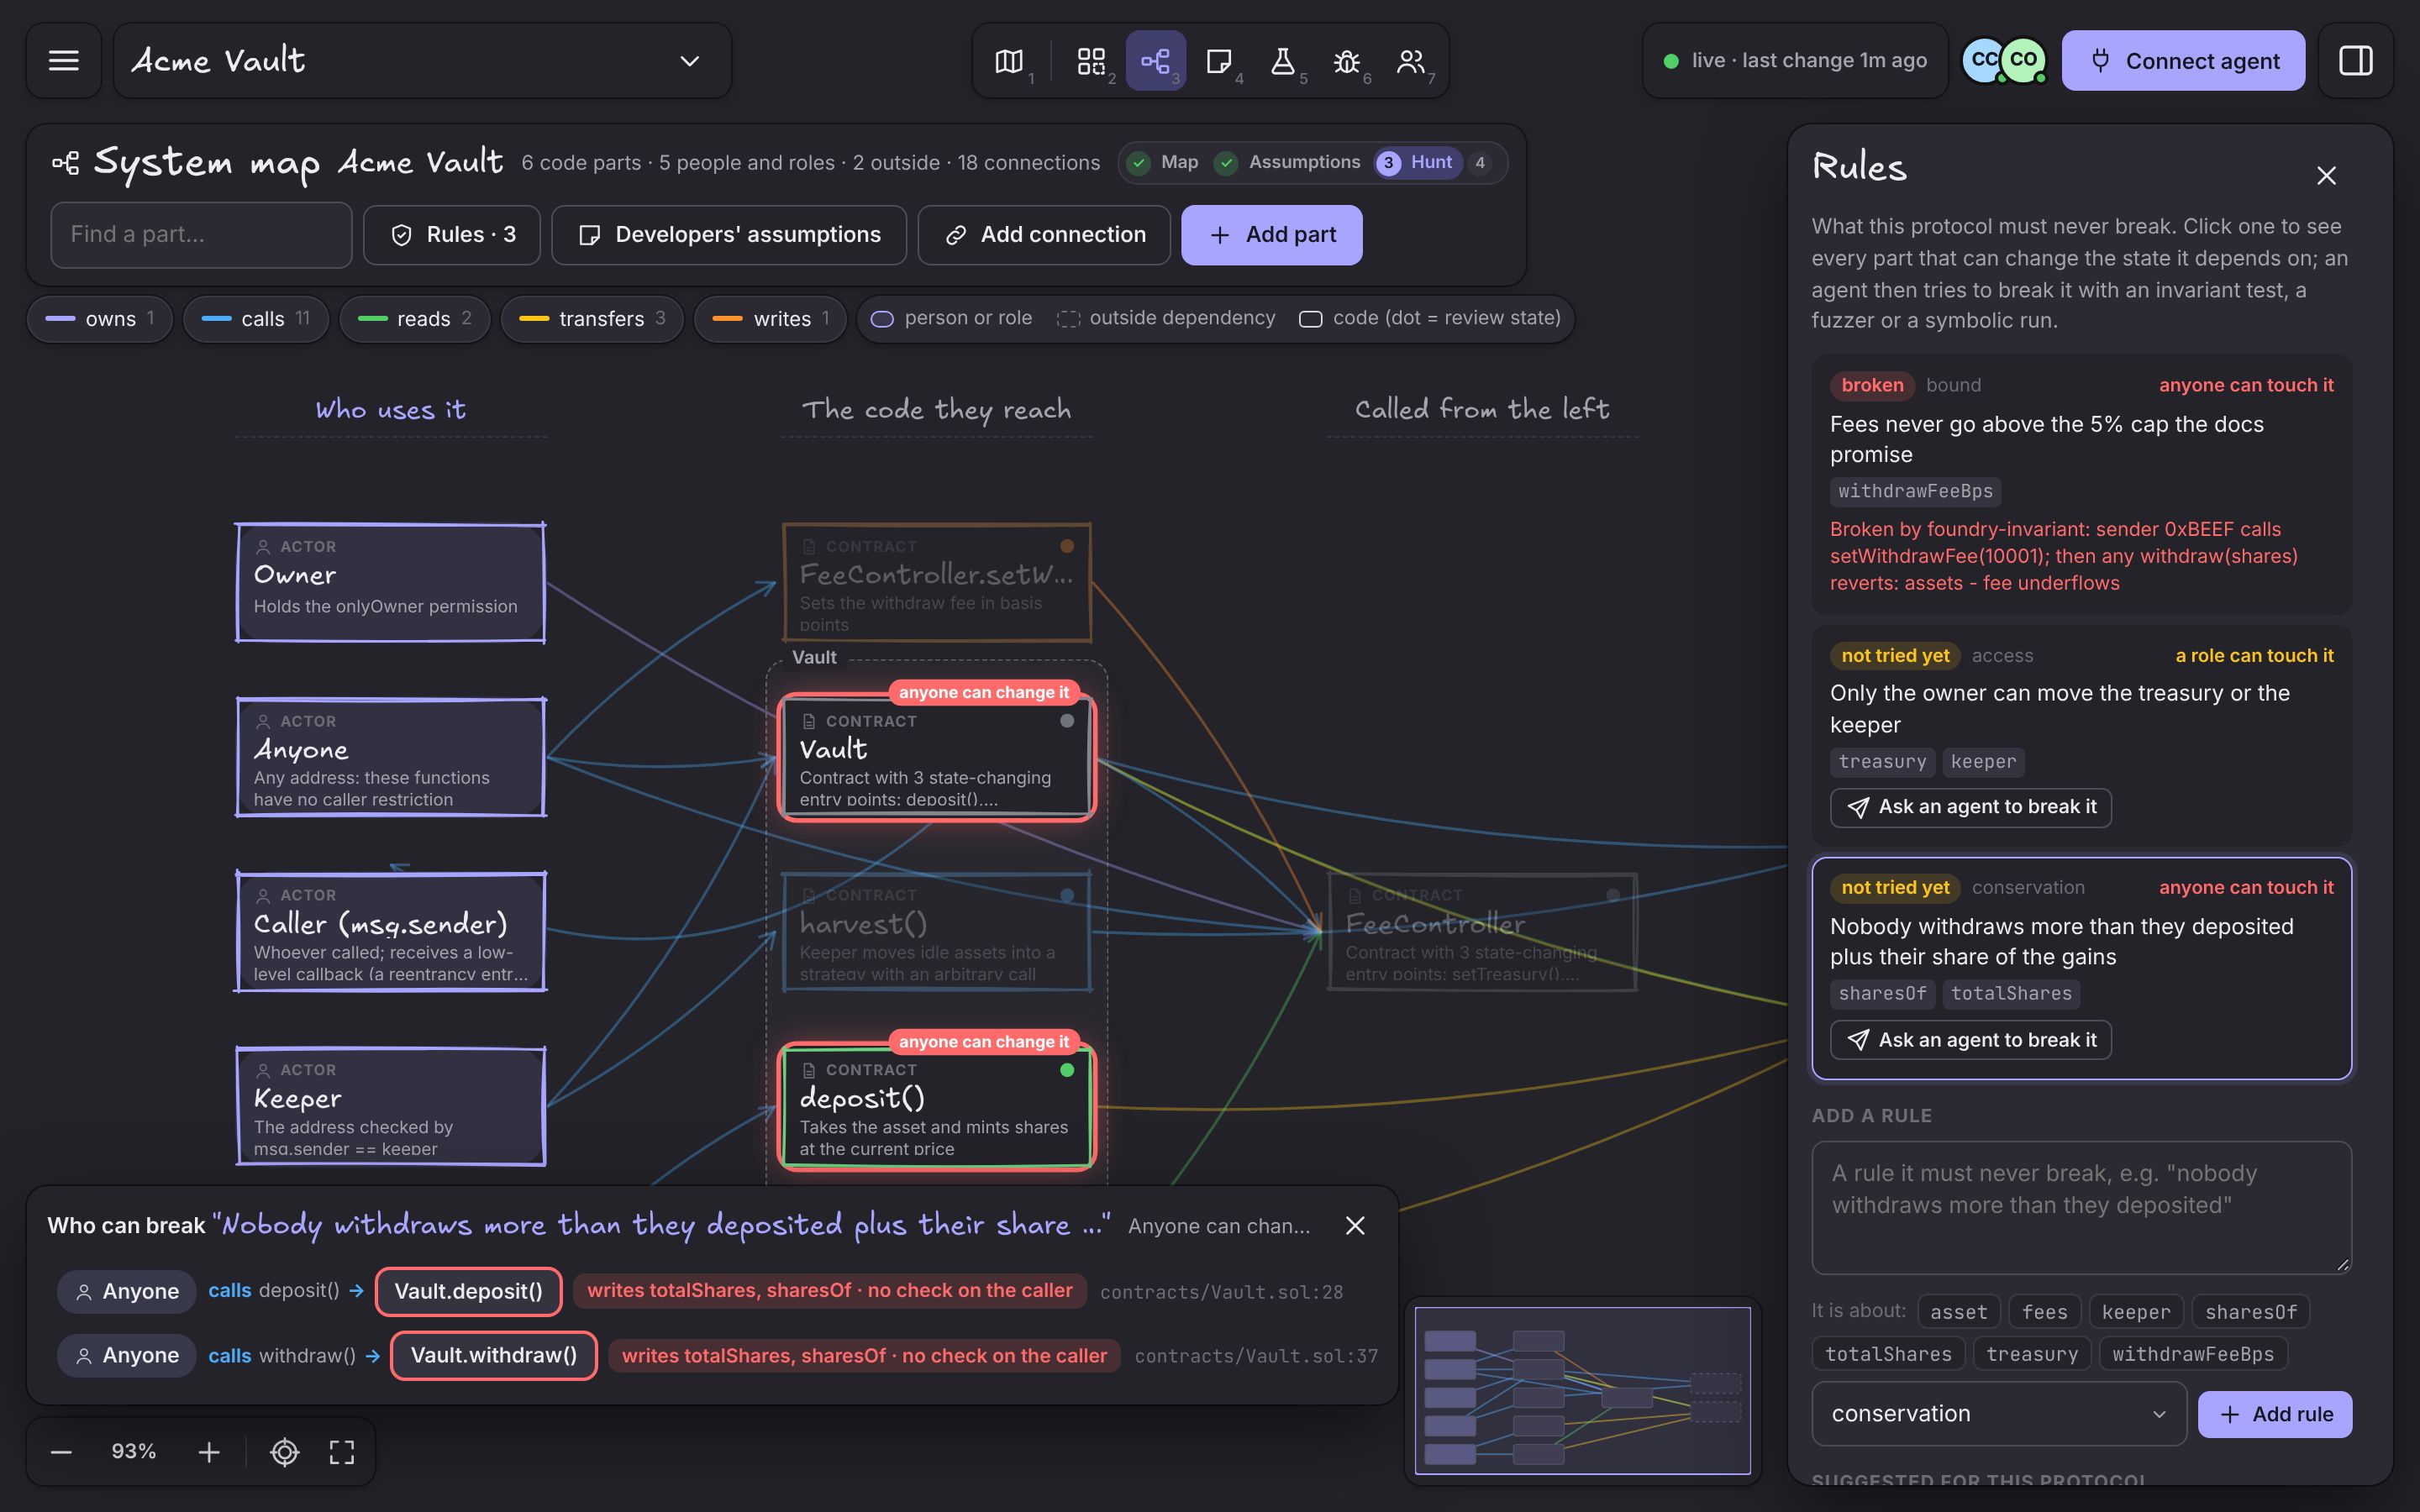 Acme Vault
1 2 3 4 5 6 7
live · last change 1m ago
CC CO
Connect agent
System map Acme Vault 6 code parts · 5 people and roles · 2 outside · 18 connections
Map Assumptions 3 Hunt 4
Find a part...
Rules · 3
Developers' assumptions
Add connection
Add part
owns 1
calls 11
reads 2
transfers 3
writes 1
person or role
outside dependency
code (dot = review state)
Who uses it
The code they reach
Called from the left
ACTOR
Owner
Holds the onlyOwner permission
ACTOR
Anyone
Any address: these functions
have no caller restriction
ACTOR
Caller (msg.sender)
Whoever called; receives a low-
level callback (a reentrancy entr...
ACTOR
Keeper
The address checked by
msg.sender == keeper
CONTRACT
FeeController.setW...
Sets the withdraw fee in basis
points
Vault
anyone can change it
CONTRACT
Vault
Contract with 3 state-changing
entry points: deposit()....
CONTRACT
harvest()
Keeper moves idle assets into a
strategy with an arbitrary call
anyone can change it
CONTRACT
deposit()
Takes the asset and mints shares
at the current price
CONTRACT
FeeController
Contract with 3 state-changing
entry points: setTreasury()....
Who can break "Nobody withdraws more than they deposited plus their share ..." Anyone can chan...
Anyone calls deposit() → Vault.deposit() writes totalShares, sharesOf · no check on the caller contracts/Vault.sol:28
Anyone calls withdraw() → Vault.withdraw() writes totalShares, sharesOf · no check on the caller contracts/Vault.sol:37
93%
Rules
What this protocol must never break. Click one to see
every part that can change the state it depends on; an
agent then tries to break it with an invariant test, a
fuzzer or a symbolic run.
broken bound anyone can touch it
Fees never go above the 5% cap the docs
promise
withdrawFeeBps
Broken by foundry-invariant: sender 0xBEEF calls
setWithdrawFee(10001); then any withdraw(shares)
reverts: assets - fee underflows
not tried yet access a role can touch it
Only the owner can move the treasury or the
keeper
treasury keeper
Ask an agent to break it
not tried yet conservation anyone can touch it
Nobody withdraws more than they deposited
plus their share of the gains
sharesOf totalShares
Ask an agent to break it
ADD A RULE
A rule it must never break, e.g. "nobody
withdraws more than they deposited"
It is about: asset fees keeper sharesOf
totalShares treasury withdrawFeeBps
conservation
Add rule
SUGGESTED FOR THIS PROTOCOL